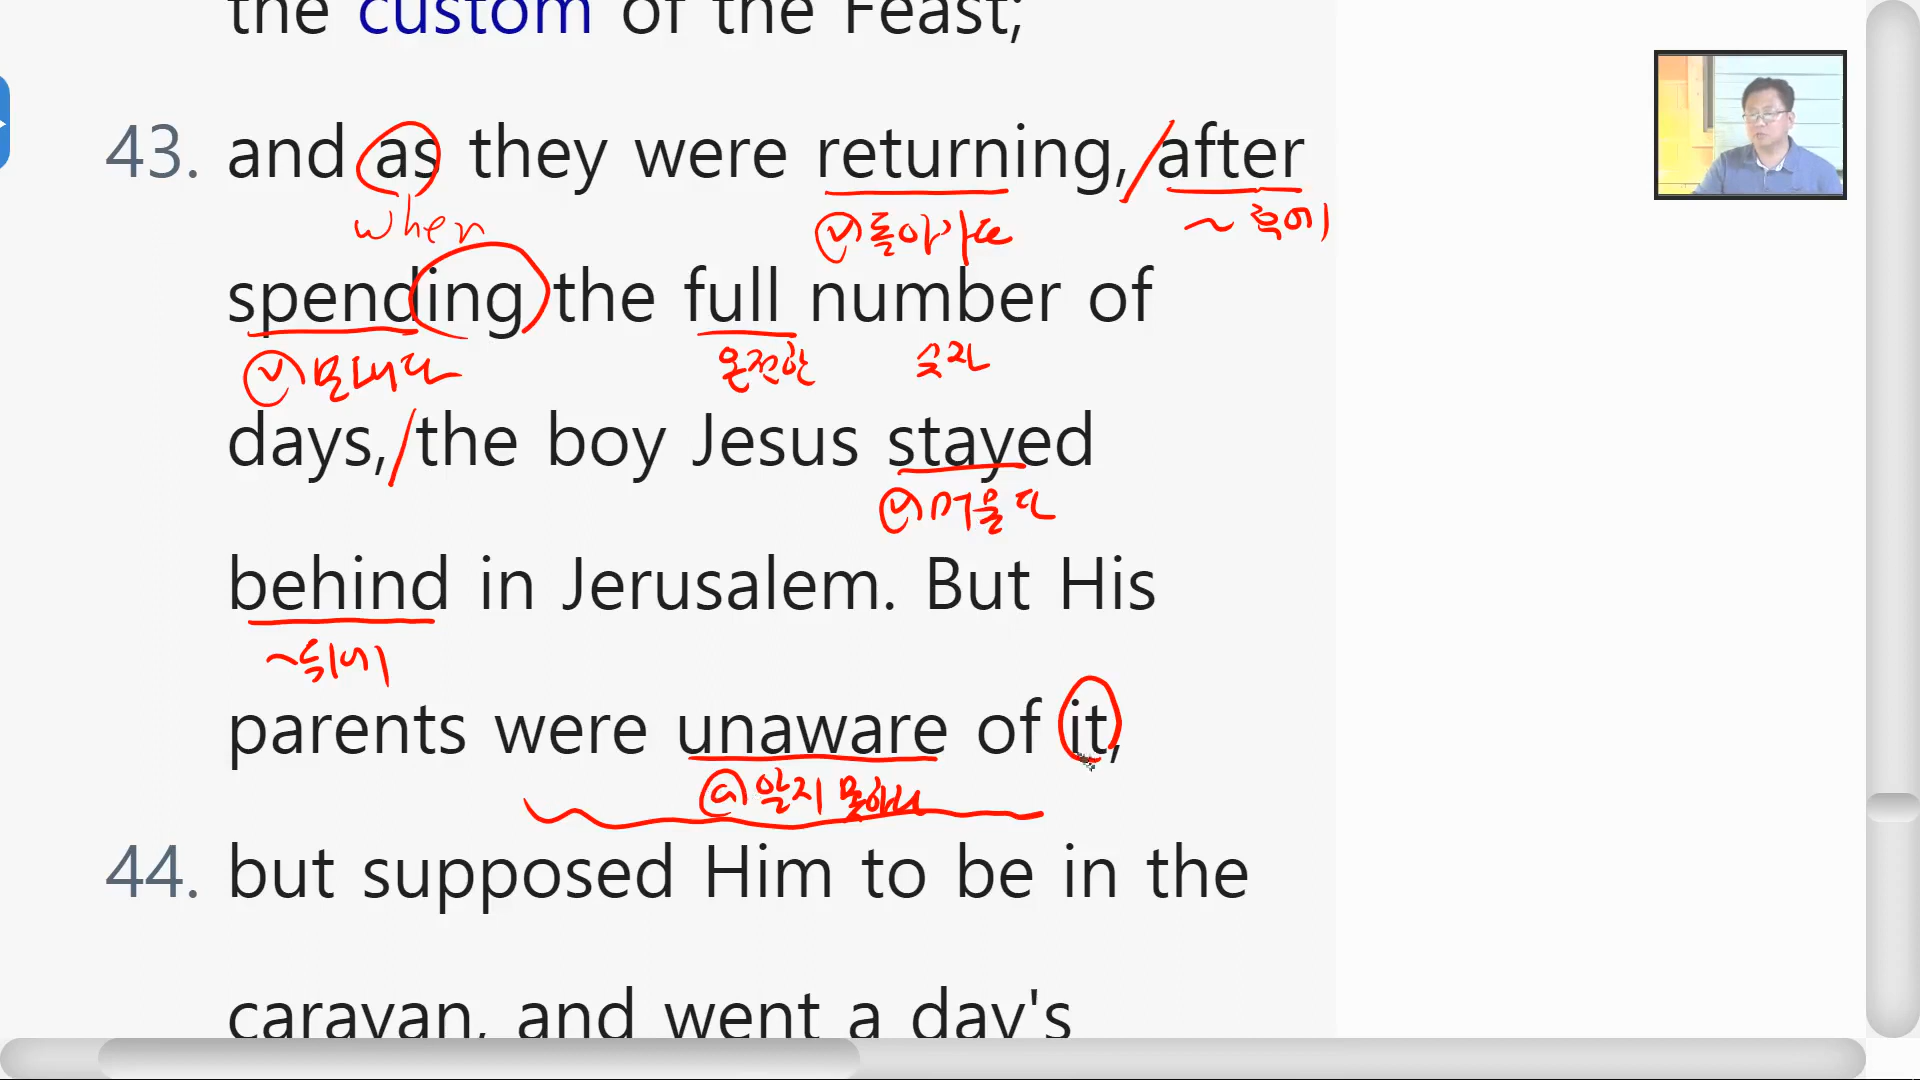 the custom of the Feast;
43. and as they were returning, after
when ⓥ돌아가다 ~후에
spending the full number of
ⓥ보내다 온전한 숫자
days, the boy Jesus stayed
ⓥ머물다
behind in Jerusalem. But His
~뒤에
parents were unaware of it,
ⓐ알지 못하는
44. but supposed Him to be in the
caravan, and went a day's